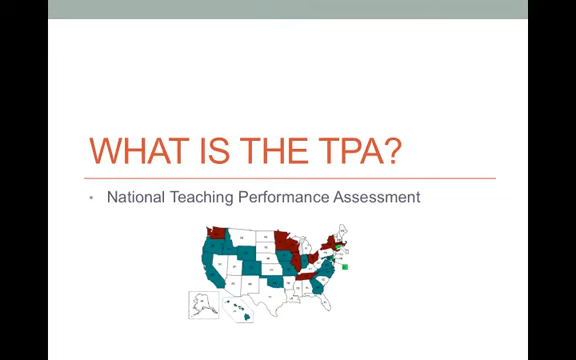 WHAT IS THE TPA?
• National Teaching Performance Assessment